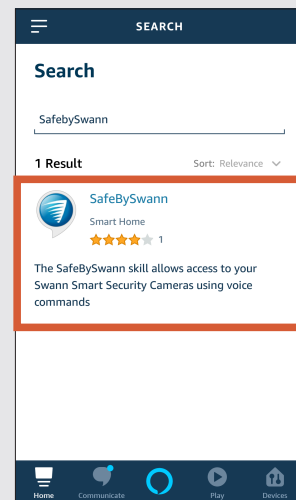 SEARCH
Search
SafebySwann
1 Result Sort: Relevance
SafeBySwann
Smart Home
1
The SafeBySwann skill allows access to your
Swann Smart Security Cameras using voice
commands
Home Communicate Play Devices